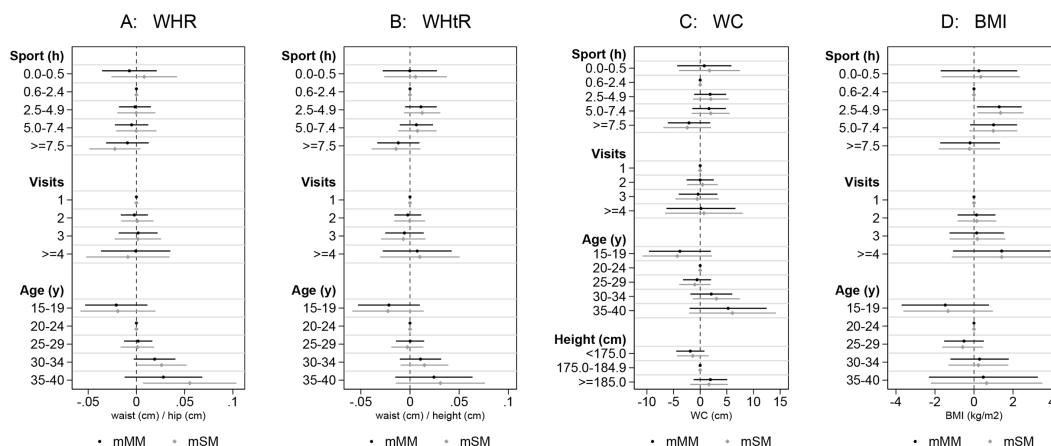 A: WHR
Sport (h)
0.0-0.5
0.6-2.4
2.5-4.9
5.0-7.4
>=7.5
Visits
1
2
3
>=4
Age (y)
15-19
20-24
25-29
30-34
35-40
-.05 0 .05 .1
waist (cm) / hip (cm)
mMM mSM
B: WHtR
Sport (h)
0.0-0.5
0.6-2.4
2.5-4.9
5.0-7.4
>=7.5
Visits
1
2
3
>=4
Age (y)
15-19
20-24
25-29
30-34
35-40
-.05 0 .05 .1
waist (cm) / height (cm)
mMM mSM
C: WC
Sport (h)
0.0-0.5
0.6-2.4
2.5-4.9
5.0-7.4
>=7.5
Visits
1
2
3
>=4
Age (y)
15-19
20-24
25-29
30-34
35-40
Height (cm)
<175.0
175.0-184.9
>=185.0
-10 -5 0 5 10 15
WC (cm)
mMM mSM
D: BMI
Sport (h)
0.0-0.5
0.6-2.4
2.5-4.9
5.0-7.4
>=7.5
Visits
1
2
3
>=4
Age (y)
15-19
20-24
25-29
30-34
35-40
-4 -2 0 2 4
BMI (kg/m2)
mMM mSM